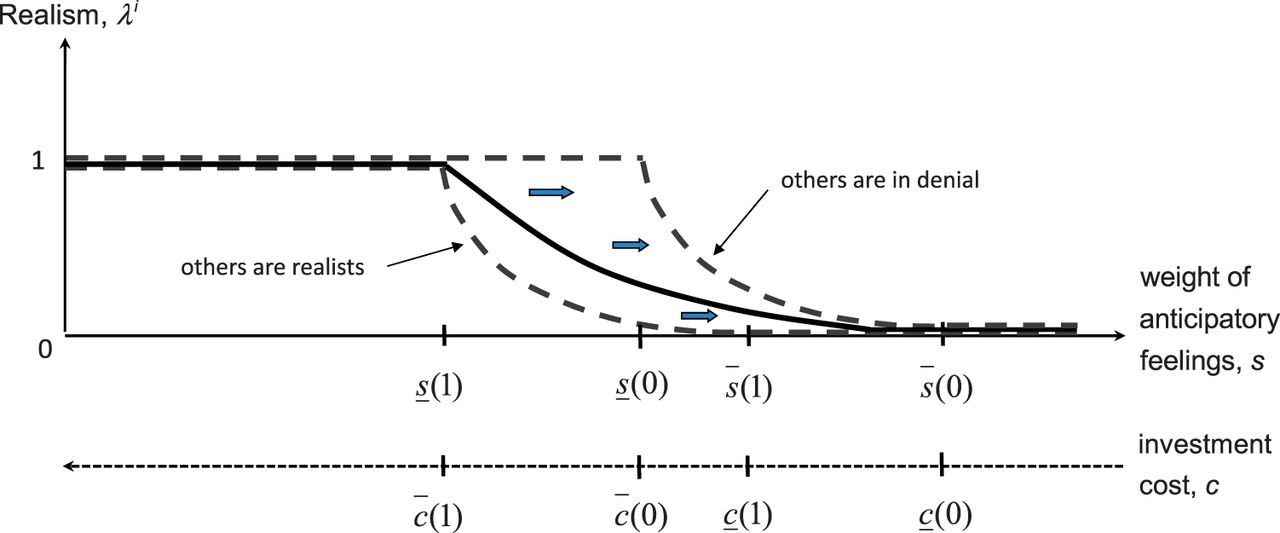 Realism, λⁱ
1
others are in denial
others are realists
weight of
anticipatory
feelings, s
0
s̲(1) s̲(0) s̄(1) s̄(0)
investment
cost, c
c̄(1) c̄(0) c̲(1) c̲(0)